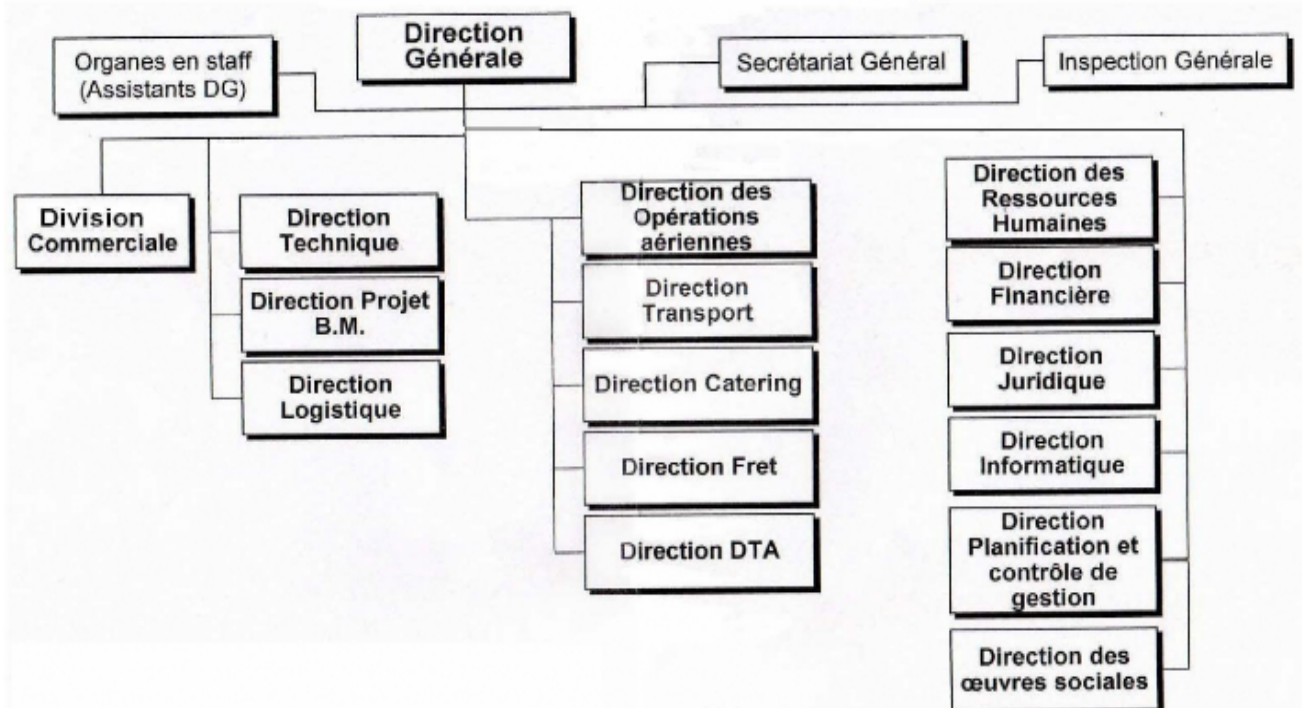 Direction
Générale
Organes en staff
(Assistants DG)
Secrétariat Général
Inspection Générale
Division
Commerciale
Direction
Technique
Direction Projet
B.M.
Direction
Logistique
Direction des
Opérations
aériennes
Direction
Transport
Direction Catering
Direction Fret
Direction DTA
Direction des
Ressources
Humaines
Direction
Financière
Direction
Juridique
Direction
Informatique
Direction
Planification et
contrôle de
gestion
Direction des
œuvres sociales